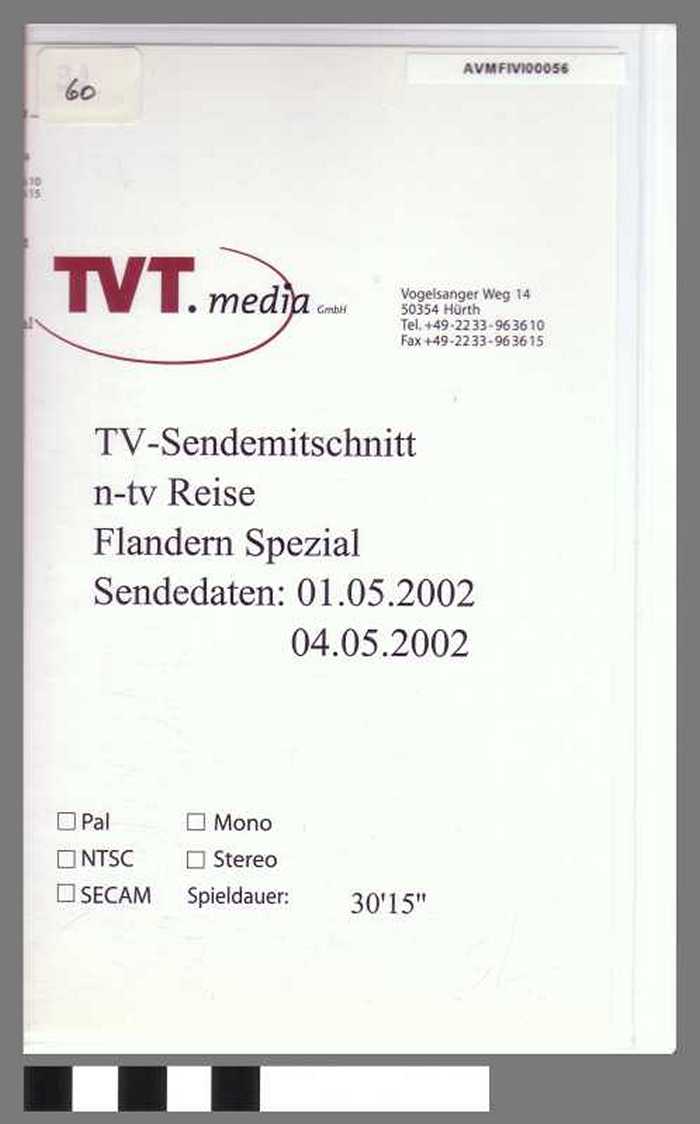 60
AVMFIVI00056
10
15
TVT.media GmbH
Vogelsanger Weg 14
50354 Hürth
Tel. +49-2233-963610
Fax +49-2233-963615
TV-Sendemitschnitt
n-tv Reise
Flandern Spezial
Sendedaten: 01.05.2002
04.05.2002
Pal
Mono
NTSC
Stereo
SECAM
Spieldauer: 30'15"